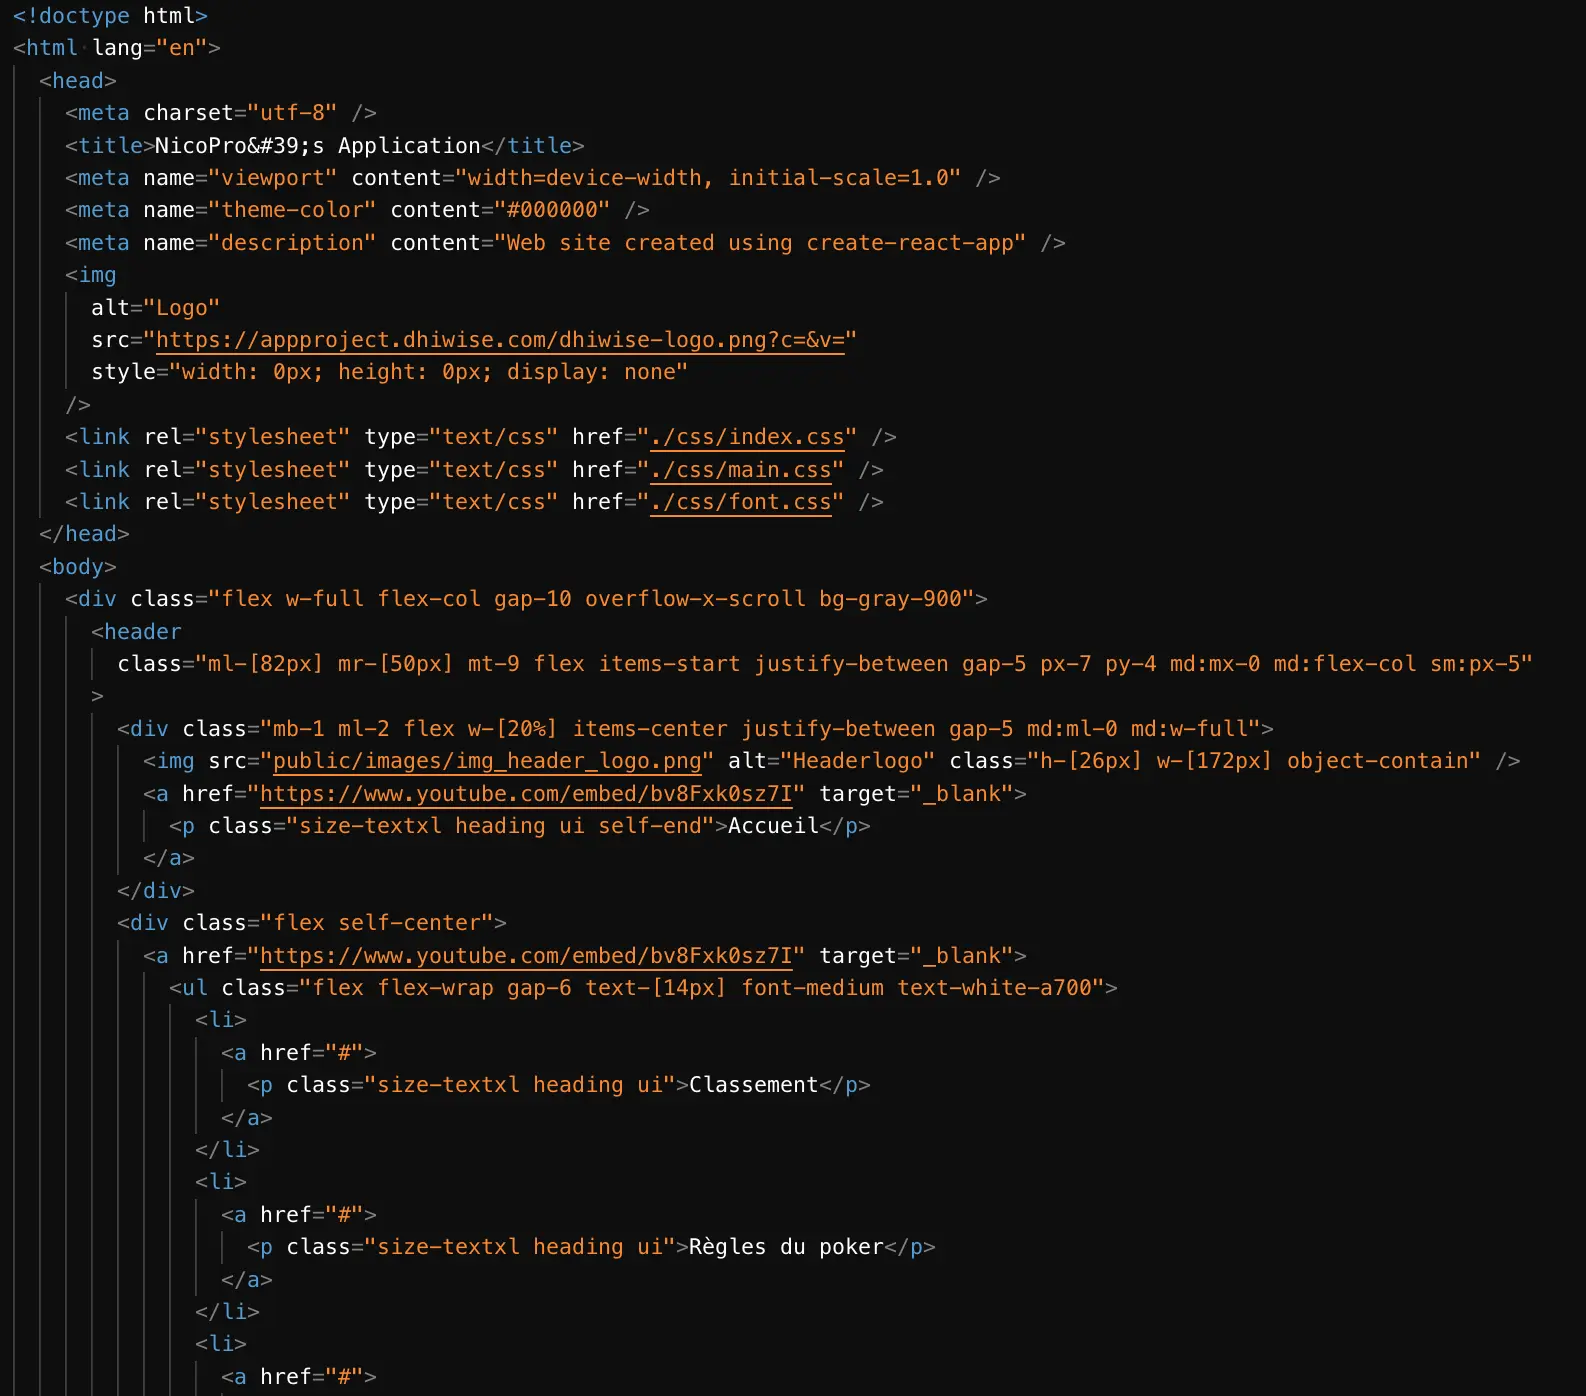 <!doctype html>
<html lang="en">
<head>
<meta charset="utf-8" />
<title>NicoPro&#39;s Application</title>
<meta name="viewport" content="width=device-width, initial-scale=1.0" />
<meta name="theme-color" content="#000000" />
<meta name="description" content="Web site created using create-react-app" />
<img
alt="Logo"
src="https://appproject.dhiwise.com/dhiwise-logo.png?c=&v="
style="width: 0px; height: 0px; display: none"
/>
<link rel="stylesheet" type="text/css" href="./css/index.css" />
<link rel="stylesheet" type="text/css" href="./css/main.css" />
<link rel="stylesheet" type="text/css" href="./css/font.css" />
</head>
<body>
<div class="flex w-full flex-col gap-10 overflow-x-scroll bg-gray-900">
<header
class="ml-[82px] mr-[50px] mt-9 flex items-start justify-between gap-5 px-7 py-4 md:mx-0 md:flex-col sm:px-5"
>
<div class="mb-1 ml-2 flex w-[20%] items-center justify-between gap-5 md:ml-0 md:w-full">
<img src="public/images/img_header_logo.png" alt="Headerlogo" class="h-[26px] w-[172px] object-contain" />
<a href="https://www.youtube.com/embed/bv8Fxk0sz7I" target="_blank">
<p class="size-textxl heading ui self-end">Accueil</p>
</a>
</div>
<div class="flex self-center">
<a href="https://www.youtube.com/embed/bv8Fxk0sz7I" target="_blank">
<ul class="flex flex-wrap gap-6 text-[14px] font-medium text-white-a700">
<li>
<a href="#">
<p class="size-textxl heading ui">Classement</p>
</a>
</li>
<li>
<a href="#">
<p class="size-textxl heading ui">Règles du poker</p>
</a>
</li>
<li>
<a href="#">